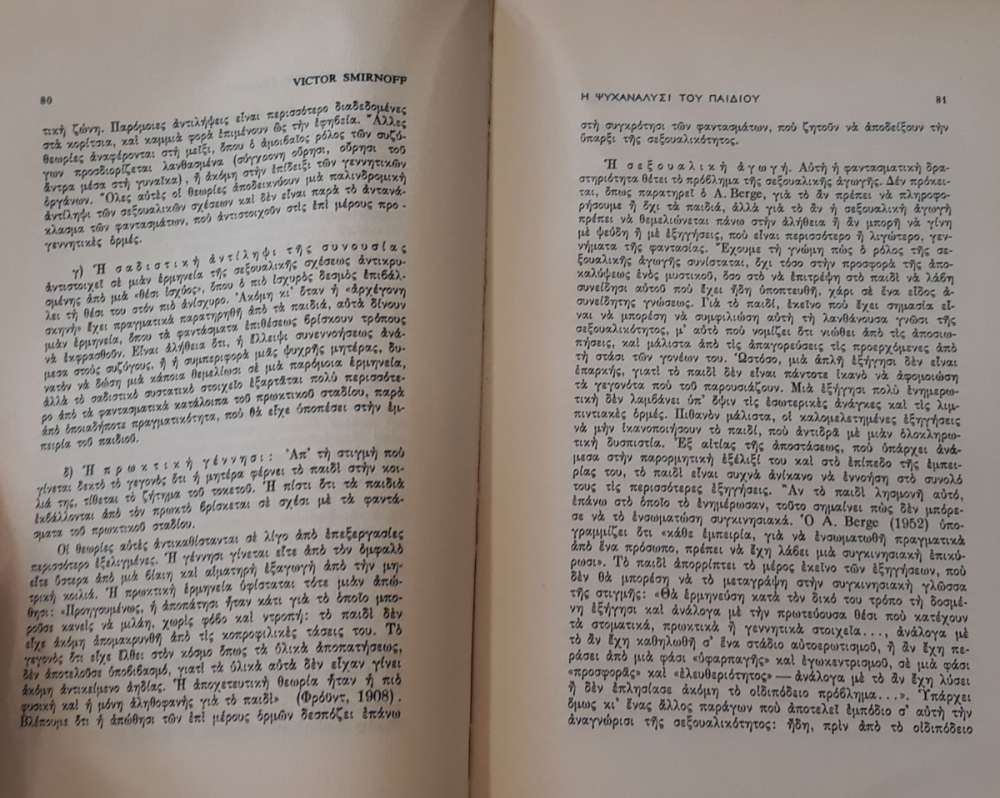 80
VICTOR SMIRNOFF
τικὴ ζώνη. Παρόμοιες ἀντιλήψεις εἶναι περισσότερο διαδεδομένες
στὰ κορίτσια, καὶ καμμιὰ φορὰ ἐπιμένουν ὣς τὴν ἐφηβεία. Ἄλλες
θεωρίες ἀναφέρονται στὴ μεῖξι, ὅπου ὁ ἀμοιβαῖος ρόλος τῶν συζύ-
γων προσδιορίζεται λανθασμένα (σύγχρονη οὔρησι, οὔρησι τοῦ
ἄντρα μέσα στὴ γυναῖκα), ἢ ἀκόμη στὴν ἐπίδειξι τῶν γεννητικῶν
ὀργάνων. Ὅλες αὐτὲς οἱ θεωρίες ἀποδεικνύουν μιὰ παλινδρομικὴ
ἀντίληψι τῶν σεξουαλικῶν σχέσεων καὶ δὲν εἶναι παρὰ τὸ ἀντανά-
κλασμα τῶν φαντασμάτων, ποὺ ἀντιστοιχοῦν στὶς ἐπὶ μέρους προ-
γεννητικὲς ὁρμές.
γ) Ἡ σαδιστικὴ ἀντίληψι τῆς συνουσίας
ἀντιστοιχεῖ σὲ μιὰν ἑρμηνεία τῆς σεξουαλικῆς σχέσεως ἀντικρυ-
σμένης ἀπὸ μιὰ «θέσι ἰσχύος», ὅπου ὁ πιὸ ἰσχυρὸς δεσμὸς ἐπιβάλ-
λει τὴ θέσι του στὸν πιὸ ἀνίσχυρο. Ἀκόμη κι' ὅταν ἡ «ἀρχέγονη
σκηνὴ» ἔχει πραγματικὰ παρατηρηθῆ ἀπὸ τὰ παιδιά, αὐτὰ δίνουν
μιὰν ἑρμηνεία, ὅπου τὰ φαντάσματα ἐπιθέσεως βρίσκουν τρόπους
νὰ ἐκφρασθοῦν. Εἶναι ἀλήθεια ὅτι, ἡ ἔλλειψι συνεννοήσεως ἀνά-
μεσα στοὺς συζύγους, ἢ ἡ συμπεριφορὰ μιᾶς ψυχρῆς μητέρας, δυ-
νατὸν νὰ δώση μιὰ κάποια θεμελίωσι σὲ μιὰ παρόμοια ἑρμηνεία,
ἀλλὰ τὸ σαδιστικὸ συστατικὸ στοιχεῖο ἐξαρτᾶται πολὺ περισσότε-
ρο ἀπὸ τὰ φαντασματικὰ κατάλοιπα τοῦ πρωκτικοῦ σταδίου, παρὰ
ἀπὸ ὁποιαδήποτε πραγματικότητα, ποὺ θὰ εἶχε ὑποπέσει στὴν ἐμ-
πειρία τοῦ παιδιοῦ.
δ) Ἡ πρωκτικὴ γέννησι: Ἀπ' τὴ στιγμὴ ποὺ
γίνεται δεκτὸ τὸ γεγονὸς ὅτι ἡ μητέρα φέρνει τὸ παιδὶ στὴν κοι-
λιά της, τίθεται τὸ ζήτημα τοῦ τοκετοῦ. Ἡ πίστι ὅτι τὰ παιδιὰ
ἐκβάλλονται ἀπὸ τὸν πρωκτὸ βρίσκεται σὲ σχέσι μὲ τὰ φαντά-
σματα τοῦ πρωκτικοῦ σταδίου.
Οἱ θεωρίες αὐτὲς ἀντικαθίστανται σὲ λίγο ἀπὸ ἐπεξεργασίες
περισσότερο ἐξελιγμένες. Ἡ γέννησι γίνεται εἴτε ἀπὸ τὸν ὀμφαλὸ
εἴτε ὕστερα ἀπὸ μιὰ βίαιη καὶ αἱματηρὴ ἐξαγωγὴ ἀπὸ τὴν μη-
τρικὴ κοιλιά. Ἡ πρωκτικὴ ἑρμηνεία ὑφίσταται τότε μιὰν ἀπώ-
θησι: «Προηγουμένως, ἡ ἀποπάτησι ἦταν κάτι γιὰ τὸ ὁποῖο μπο-
ροῦσε κανεὶς νὰ μιλάη, χωρὶς φόβο καὶ ντροπή: τὸ παιδὶ δὲν
εἶχε ἀκόμη ἀπομακρυνθῆ ἀπὸ τὶς κοπροφιλικὲς τάσεις του. Τὸ
γεγονὸς ὅτι εἶχε ἔλθει στὸν κόσμο ὅπως τὰ ὑλικὰ ἀποπατήσεως,
δὲν ἀποτελοῦσε ὑποβιβασμό, γιατὶ τὰ ὑλικὰ αὐτὰ δὲν εἶχαν γίνει
ἀκόμη ἀντικείμενο ἀηδίας. Ἡ ἀποχετευτικὴ θεωρία ἦταν ἡ πιὸ
φυσικὴ καὶ ἡ μόνη ἀληθοφανὴς γιὰ τὸ παιδὶ» (Φρόυντ, 1908).
Βλέπουμε ὅτι ἡ ἀπώθησι τῶν ἐπὶ μέρους ὁρμῶν δεσπόζει ἐπάνω
Η ΨΥΧΑΝΑΛΥΣΙ ΤΟΥ ΠΑΙΔΙΟΥ
81
στὴ συγκρότησι τῶν φαντασμάτων, ποὺ ζητοῦν νὰ ἀποδείξουν τὴν
ὕπαρξι τῆς σεξουαλικότητος.
Ἡ σεξουαλικὴ ἀγωγή. Αὐτὴ ἡ φαντασματικὴ δρα-
στηριότητα θέτει τὸ πρόβλημα τῆς σεξουαλικῆς ἀγωγῆς. Δὲν πρόκει-
ται, ὅπως παρατηρεῖ ὁ A. Berge, γιὰ τὸ ἂν πρέπει νὰ πληροφο-
ρήσουμε ἢ ὄχι τὰ παιδιά, ἀλλὰ γιὰ τὸ ἂν ἡ σεξουαλικὴ ἀγωγὴ
πρέπει νὰ θεμελιώνεται πάνω στὴν ἀλήθεια ἢ ἂν μπορῆ νὰ γίνη
μὲ ψεύδη ἢ μὲ ἐξηγήσεις, ποὺ εἶναι περισσότερο ἢ λιγώτερο, γεν-
νήματα τῆς φαντασίας. Ἔχουμε τὴ γνώμη πὼς ὁ ρόλος τῆς σε-
ξουαλικῆς ἀγωγῆς συνίσταται, ὄχι τόσο στὴν προσφορὰ τῆς ἀπο-
καλύψεως ἑνὸς μυστικοῦ, ὅσο στὸ νὰ ἐπιτρέψη στὸ παιδὶ νὰ λάβη
συνείδησι αὐτοῦ ποὺ ἔχει ἤδη ὑποπτευθῆ, χάρι σὲ ἕνα εἶδος ἀ-
συνείδητης γνώσεως. Γιὰ τὸ παιδί, ἐκεῖνο ποὺ ἔχει σημασία εἶ-
ναι νὰ μπορέση νὰ συμφιλιώση αὐτὴ τὴ λανθάνουσα γνῶσι τῆς
σεξουαλικότητος, μ' αὐτὸ ποὺ νομίζει ὅτι νιώθει ἀπὸ τὶς ἀποσιω-
πήσεις, καὶ μάλιστα ἀπὸ τὶς ἀπαγορεύσεις τὶς προερχόμενες ἀπὸ
τὴ στάσι τῶν γονέων του. Ὡστόσο, μιὰ ἁπλῆ ἐξήγησι δὲν εἶναι
ἐπαρκής, γιατὶ τὸ παιδὶ δὲν εἶναι πάντοτε ἱκανὸ νὰ ἀφομοιώση
τὰ γεγονότα ποὺ τοῦ παρουσιάζουν. Μιὰ ἐξήγησι πολὺ ἐνημερω-
τικὴ δὲν λαμβάνει ὑπ' ὄψιν τὶς ἐσωτερικὲς ἀνάγκες καὶ τὶς λιμ-
πιντιακὲς ὁρμές. Πιθανὸν μάλιστα, οἱ καλομελετημένες ἐξηγήσεις
νὰ μὴν ἱκανοποιήσουν τὸ παιδί, ποὺ ἀντιδρᾶ μὲ μιὰν ὁλοκληρω-
τικὴ δυσπιστία. Ἐξ αἰτίας τῆς ἀποστάσεως, ποὺ ὑπάρχει ἀνά-
μεσα στὴν παρορμητικὴ ἐξέλιξί του καὶ στὸ ἐπίπεδο τῆς ἐμπει-
ρίας του, τὸ παιδὶ εἶναι συχνὰ ἀνίκανο νὰ ἐννοήση στὸ σύνολό
τους τὶς περισσότερες ἐξηγήσεις. Ἂν τὸ παιδὶ λησμονῆ αὐτό,
ἐπάνω στὸ ὁποῖο τὸ ἐνημέρωσαν, τοῦτο σημαίνει πὼς δὲν μπόρε-
σε νὰ τὸ ἐνσωματώση συγκινησιακά. Ὁ A. Berge (1952) ὑπο-
γραμμίζει ὅτι «κάθε ἐμπειρία, γιὰ νὰ ἐνσωματωθῆ πραγματικὰ
ἀπὸ ἕνα πρόσωπο, πρέπει νὰ ἔχη λάβει μιὰ συγκινησιακὴ ἐπικύ-
ρωσι». Τὸ παιδὶ ἀπορρίπτει τὸ μέρος ἐκεῖνο τῶν ἐξηγήσεων, ποὺ
δὲν θὰ μπορέση νὰ τὸ μεταγράψη στὴν συγκινησιακὴ γλῶσσα
τῆς στιγμῆς: «Θὰ ἑρμηνεύση κατὰ τὸν δικό του τρόπο τὴ δοσμέ-
νη ἐξήγησι καὶ ἀνάλογα μὲ τὴν πρωτεύουσα θέσι ποὺ κατέχουν
τὰ στοματικά, πρωκτικὰ ἢ γεννητικὰ στοιχεῖα..., ἀνάλογα μὲ
τὸ ἂν ἔχη καθηλωθῆ σ' ἕνα στάδιο αὐτοερωτισμοῦ, ἢ ἂν ἔχη πε-
ράσει ἀπὸ μιὰ φάσι «ὑφαρπαγῆς» καὶ ἐγωκεντρισμοῦ, σὲ μιὰ φάσι
«προσφορᾶς» καὶ «ἐλευθεριότητος» — ἀνάλογα μὲ τὸ ἂν ἔχη λύσει
ἢ δὲν ἐπλησίασε ἀκόμη τὸ οἰδιπόδειο πρόβλημα...». Ὑπάρχει
ὅμως κι' ἕνας ἄλλος παράγων ποὺ ἀποτελεῖ ἐμπόδιο σ' αὐτὴ τὴν
ἀναγνώρισι τῆς σεξουαλικότητος: ἤδη, πρὶν ἀπὸ τὸ οἰδιπόδειο